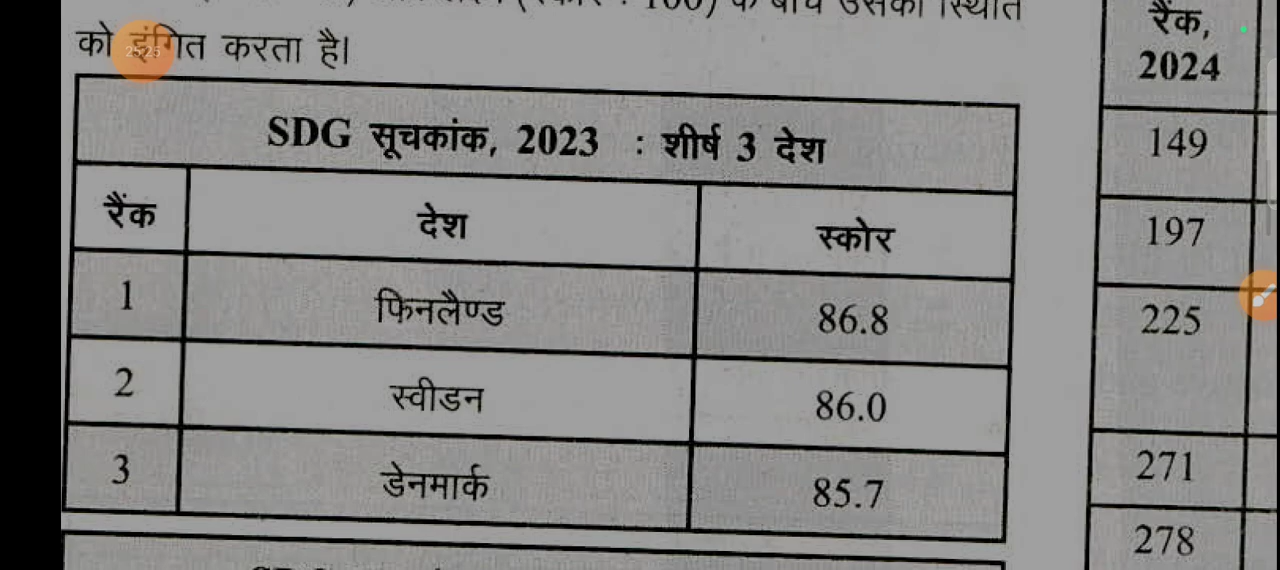 के बीच उसकी स्थिति
को इंगित करता है।
SDG सूचकांक, 2023 : शीर्ष 3 देश
रैंक देश स्कोर
1 फिनलैण्ड 86.8
2 स्वीडन 86.0
3 डेनमार्क 85.7
रैंक,
2024
149
197
225
271
278